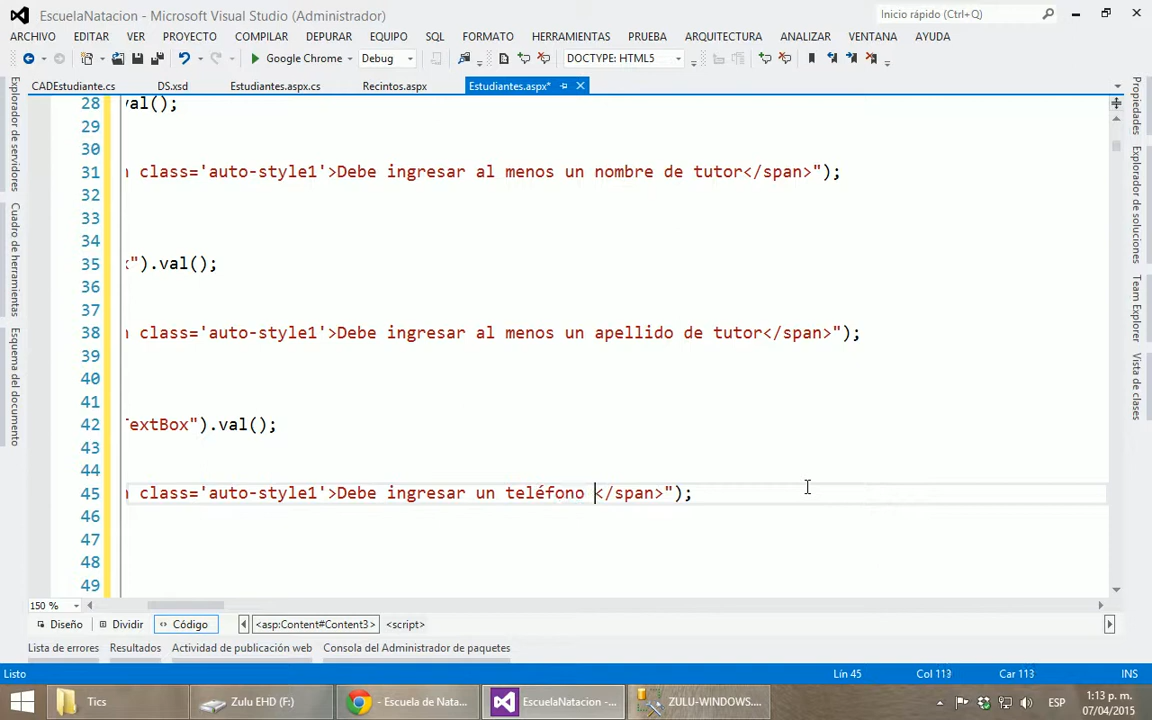 EscuelaNatacion - Microsoft Visual Studio (Administrador)
Inicio rápido (Ctrl+Q)
ARCHIVO EDITAR VER PROYECTO COMPILAR DEPURAR EQUIPO SQL FORMATO HERRAMIENTAS PRUEBA ARQUITECTURA ANALIZAR VENTANA AYUDA
Google Chrome Debug DOCTYPE: HTML5
CADEstudiante.cs DS.xsd Estudiantes.aspx.cs Recintos.aspx Estudiantes.aspx*
Explorador de servidores
Cuadro de herramientas
Esquema del documento
28 val();
29
30
31 class='auto-style1'>Debe ingresar al menos un nombre de tutor</span>");
32
33
34
35 ").val();
36
37
38 class='auto-style1'>Debe ingresar al menos un apellido de tutor</span>");
39
40
41
42 TextBox").val();
43
44
45 class='auto-style1'>Debe ingresar un teléfono </span>");
46
47
48
49
Propiedades
Explorador de soluciones
Team Explorer
Vista de clases
150 %
Diseño Dividir Código <asp:Content#Content3> <script>
Lista de errores Resultados Actividad de publicación web Consola del Administrador de paquetes
Listo Lín 45 Col 113 Car 113 INS
Tics Zulu EHD (F:) - Escuela de Nata... EscuelaNatacion -... ZULU-WINDOWS.... ESP 1:13 p. m.
07/04/2015